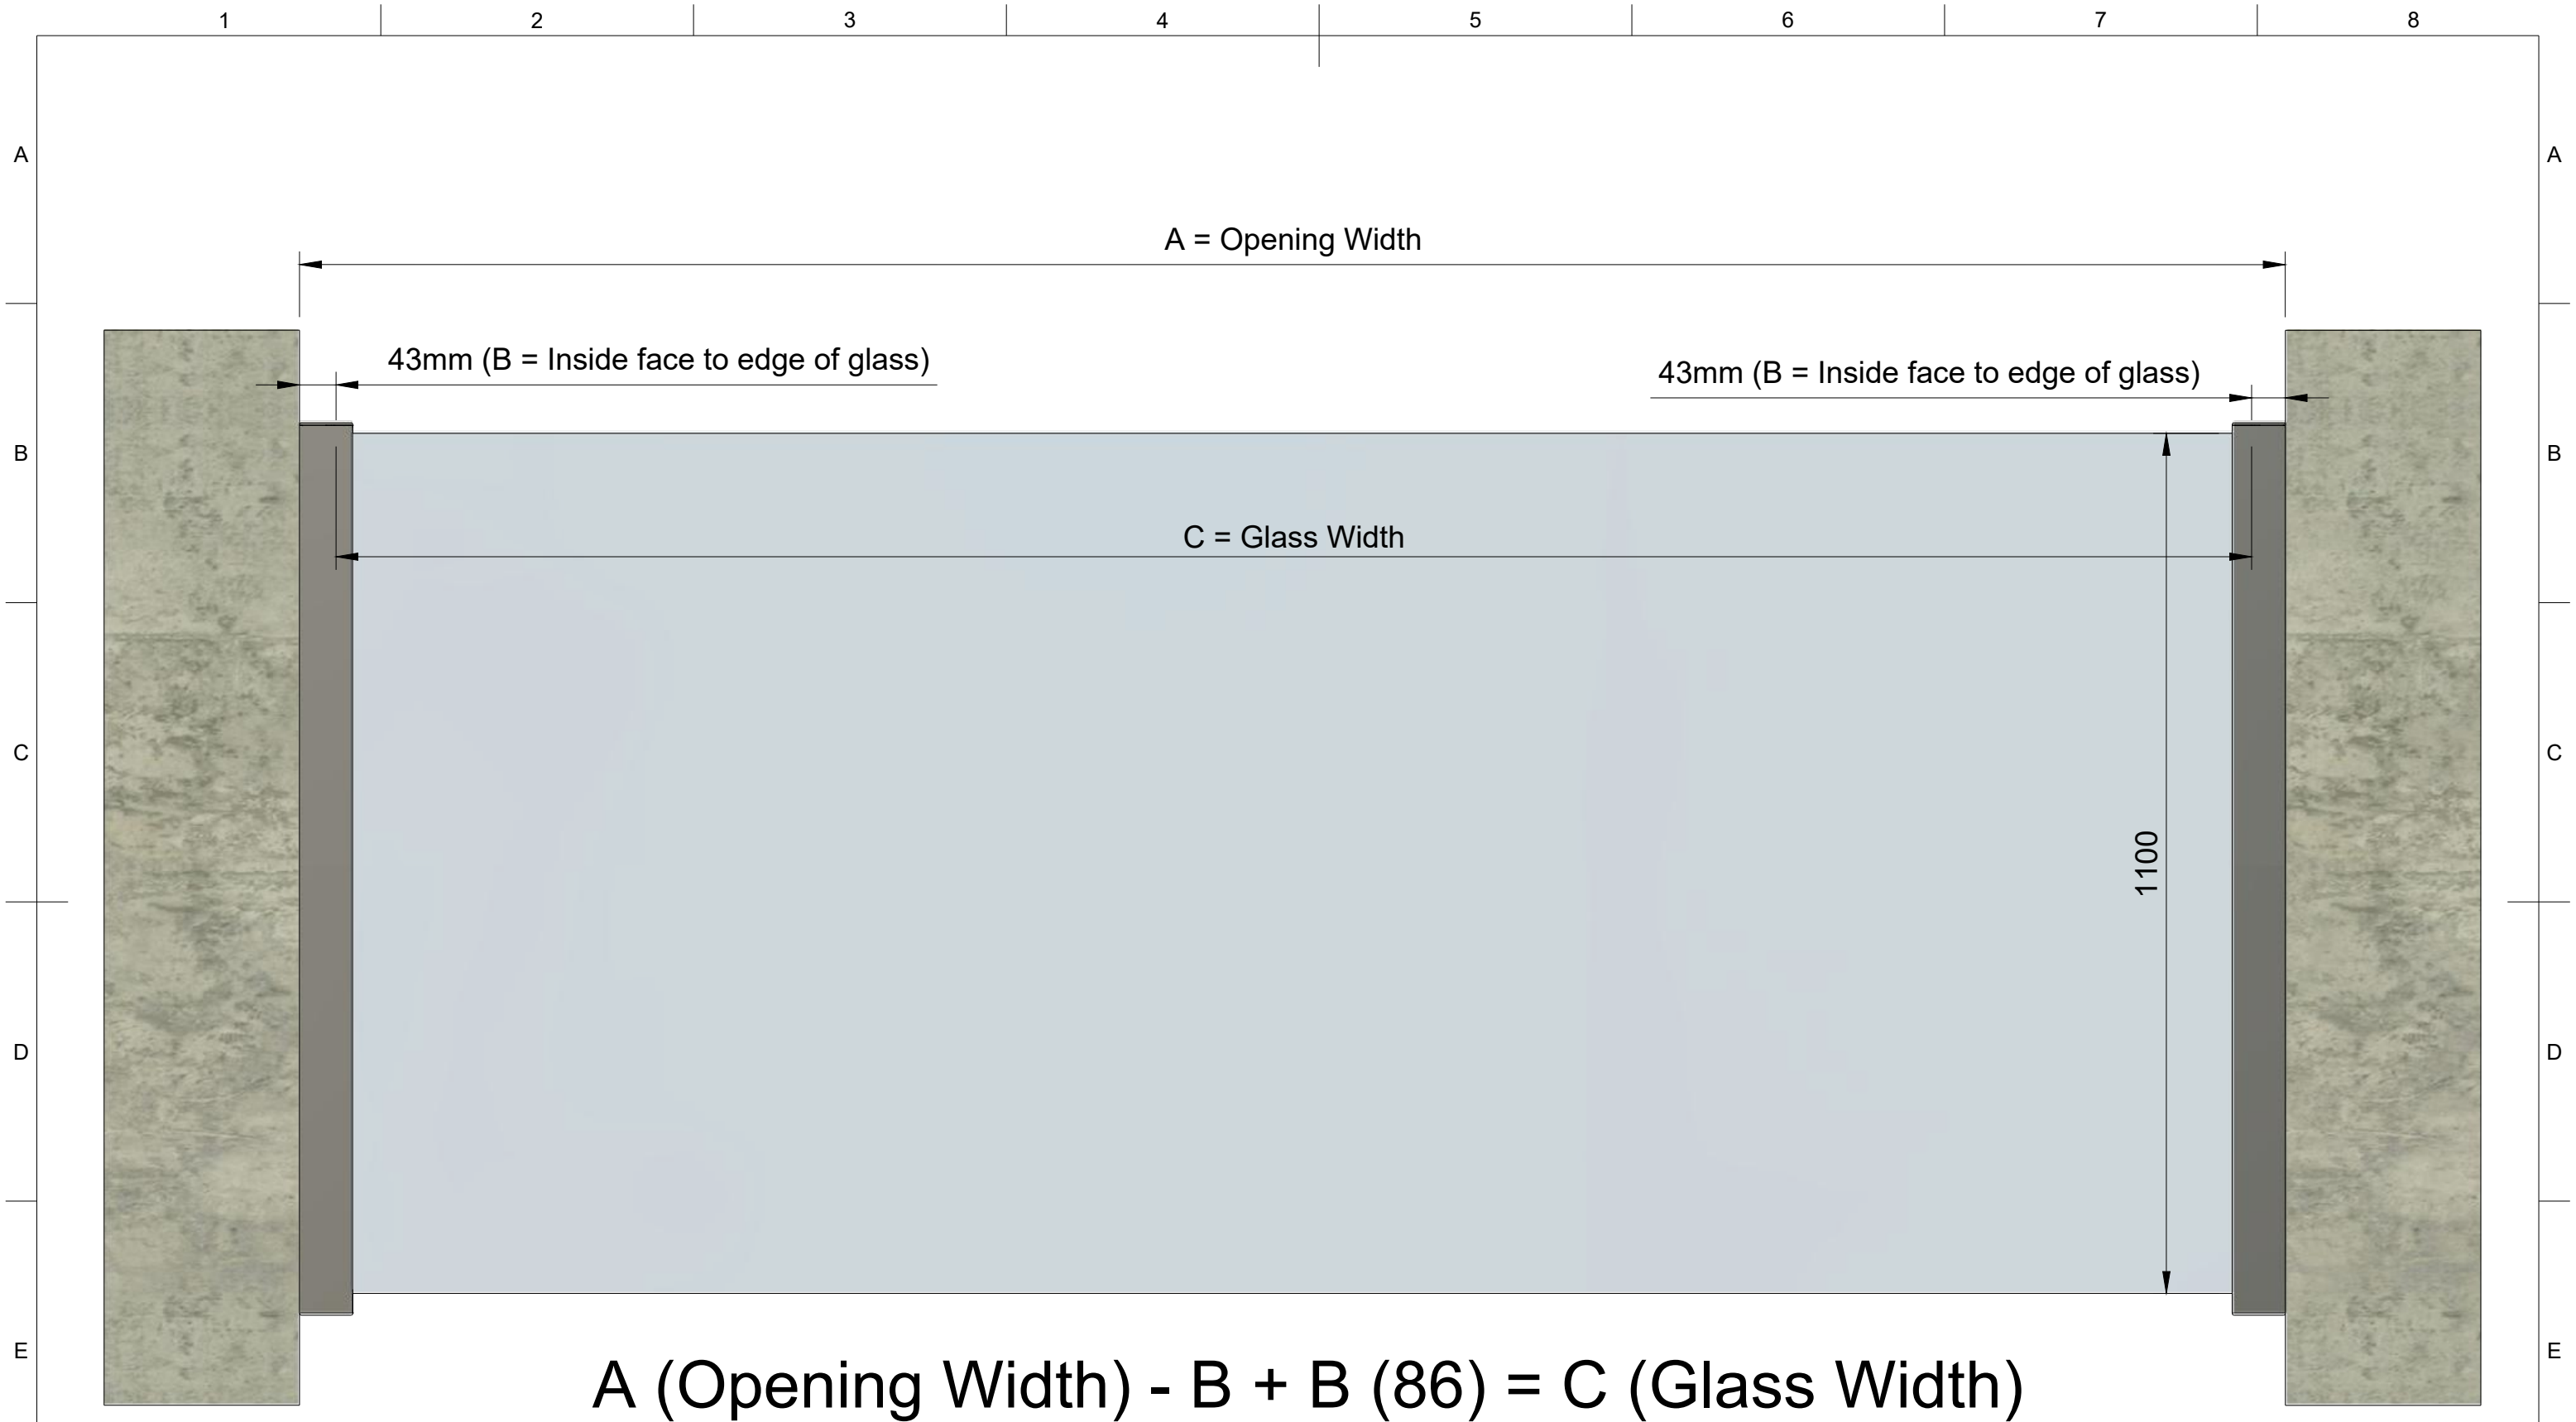 1 2 3 4 5 6 7 8
A A
A = Opening Width
43mm (B = Inside face to edge of glass)
43mm (B = Inside face to edge of glass)
B B
C = Glass Width
C C
1100
D D
E E
A (Opening Width) - B + B (86) = C (Glass Width)